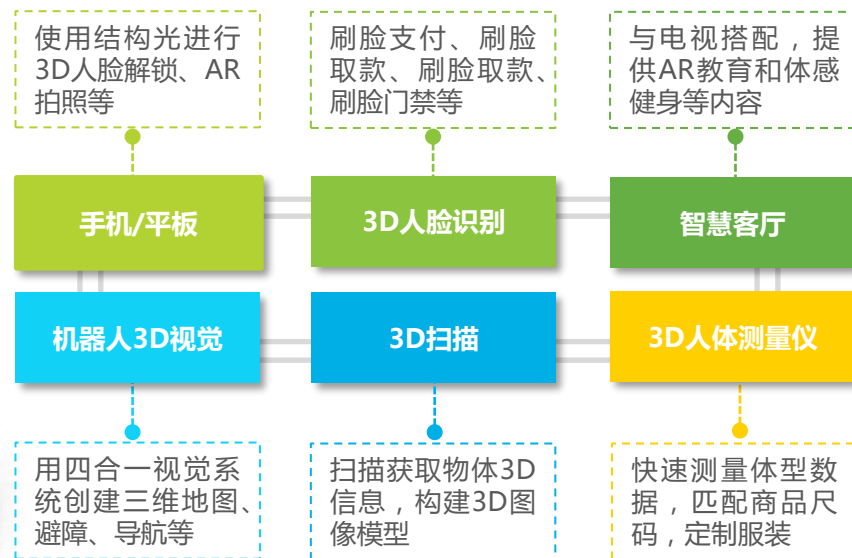 使用结构光进行
3D人脸解锁、AR
拍照等
刷脸支付、刷脸
取款、刷脸取款、
刷脸门禁等
与电视搭配，提
供AR教育和体感
健身等内容
手机/平板
3D人脸识别
智慧客厅
机器人3D视觉
3D扫描
3D人体测量仪
用四合一视觉系
统创建三维地图、
避障、导航等
扫描获取物体3D
信息，构建3D图
像模型
快速测量体型数
据，匹配商品尺
码，定制服装